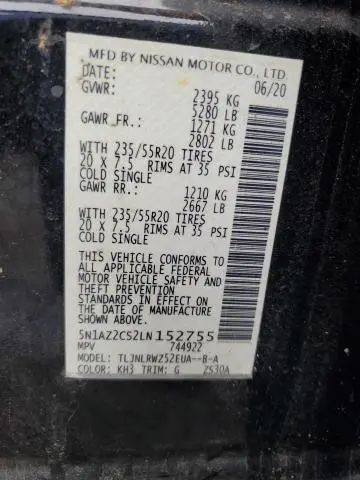 MFD BY NISSAN MOTOR CO., LTD.
DATE: 06/20
GVWR: 2395 KG
5280 LB
GAWR FR.: 1271 KG
2802 LB
WITH 235/55R20 TIRES
20 X 7.5 RIMS AT 35 PSI
COLD SINGLE
GAWR RR.: 1210 KG
2667 LB
WITH 235/55R20 TIRES
20 X 7.5 RIMS AT 35 PSI
COLD SINGLE
THIS VEHICLE CONFORMS TO
ALL APPLICABLE FEDERAL
MOTOR VEHICLE SAFETY AND
THEFT PREVENTION
STANDARDS IN EFFECT ON
THE DATE OF MANUFACTURE
SHOWN ABOVE.
5N1AZ2CS2LN152755
MPV 744922
MODEL: TLJNLRWZ52EUA--B-A
COLOR: KH3 TRIM: G ZS30A